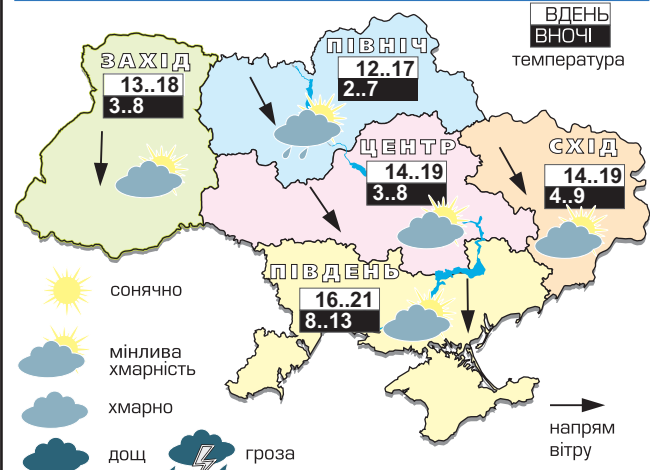 ВДЕНЬ
ВНОЧІ
температура
ЗАХІД
13..18
3..8
ПІВНІЧ
12..17
2..7
ЦЕНТР
14..19
3..8
СХІД
14..19
4..9
ПІВДЕНЬ
16..21
8..13
сонячно
мінлива
хмарність
хмарно
дощ
гроза
напрям
вітру